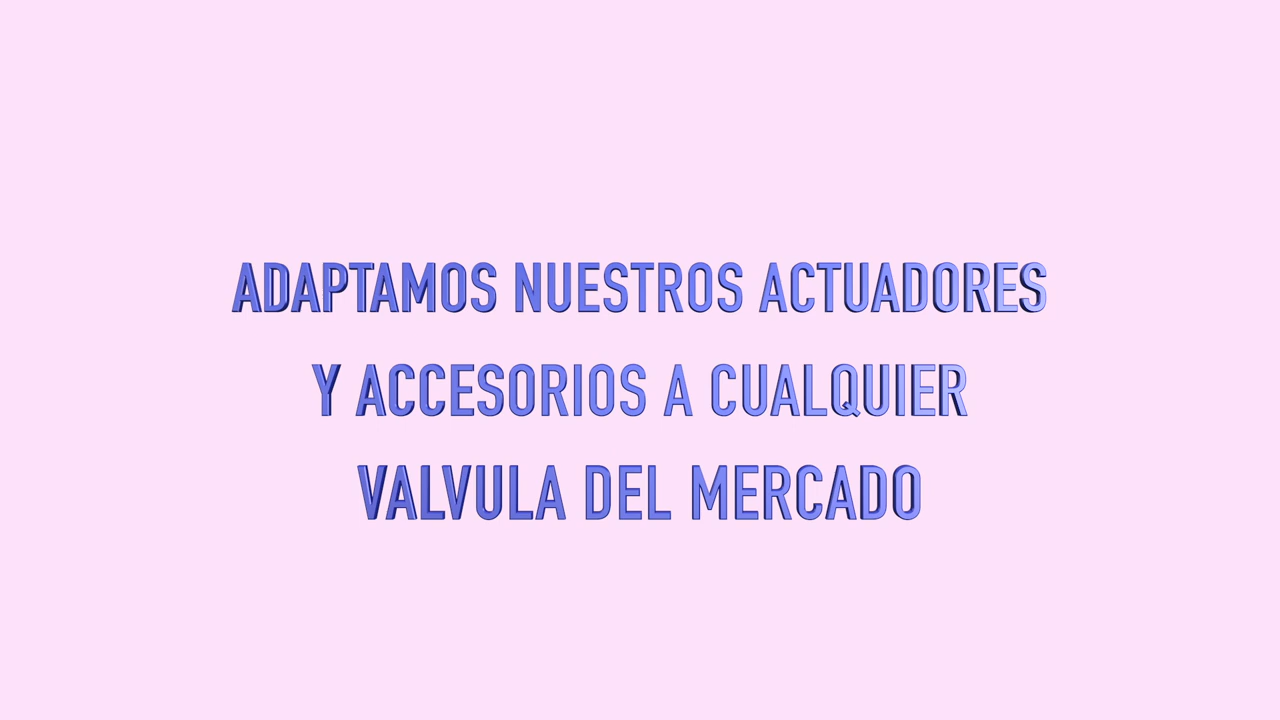 ADAPTAMOS NUESTROS ACTUADORES
Y ACCESORIOS A CUALQUIER
VALVULA DEL MERCADO